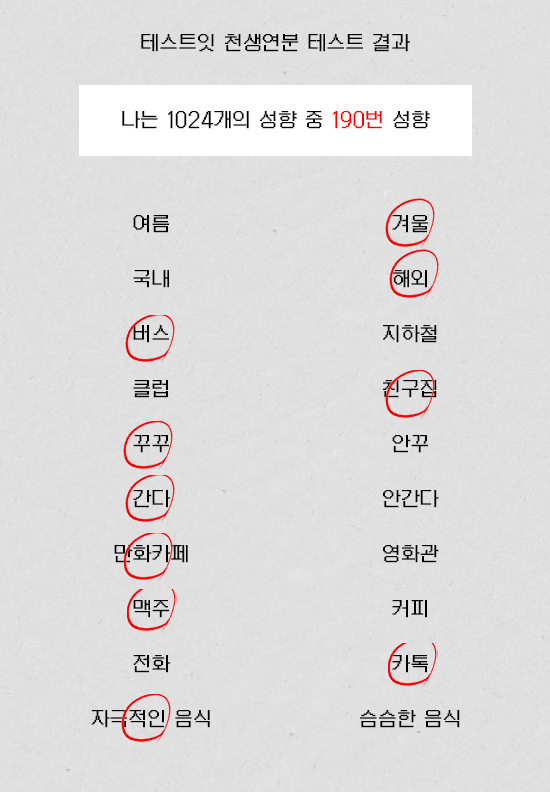 테스트잇 천생연분 테스트 결과
나는 1024개의 성향 중 190번 성향
여름 겨울
국내 해외
버스 지하철
클럽 친구집
꾸꾸 안꾸
간다 안간다
만화카페 영화관
맥주 커피
전화 카톡
자극적인 음식 슴슴한 음식